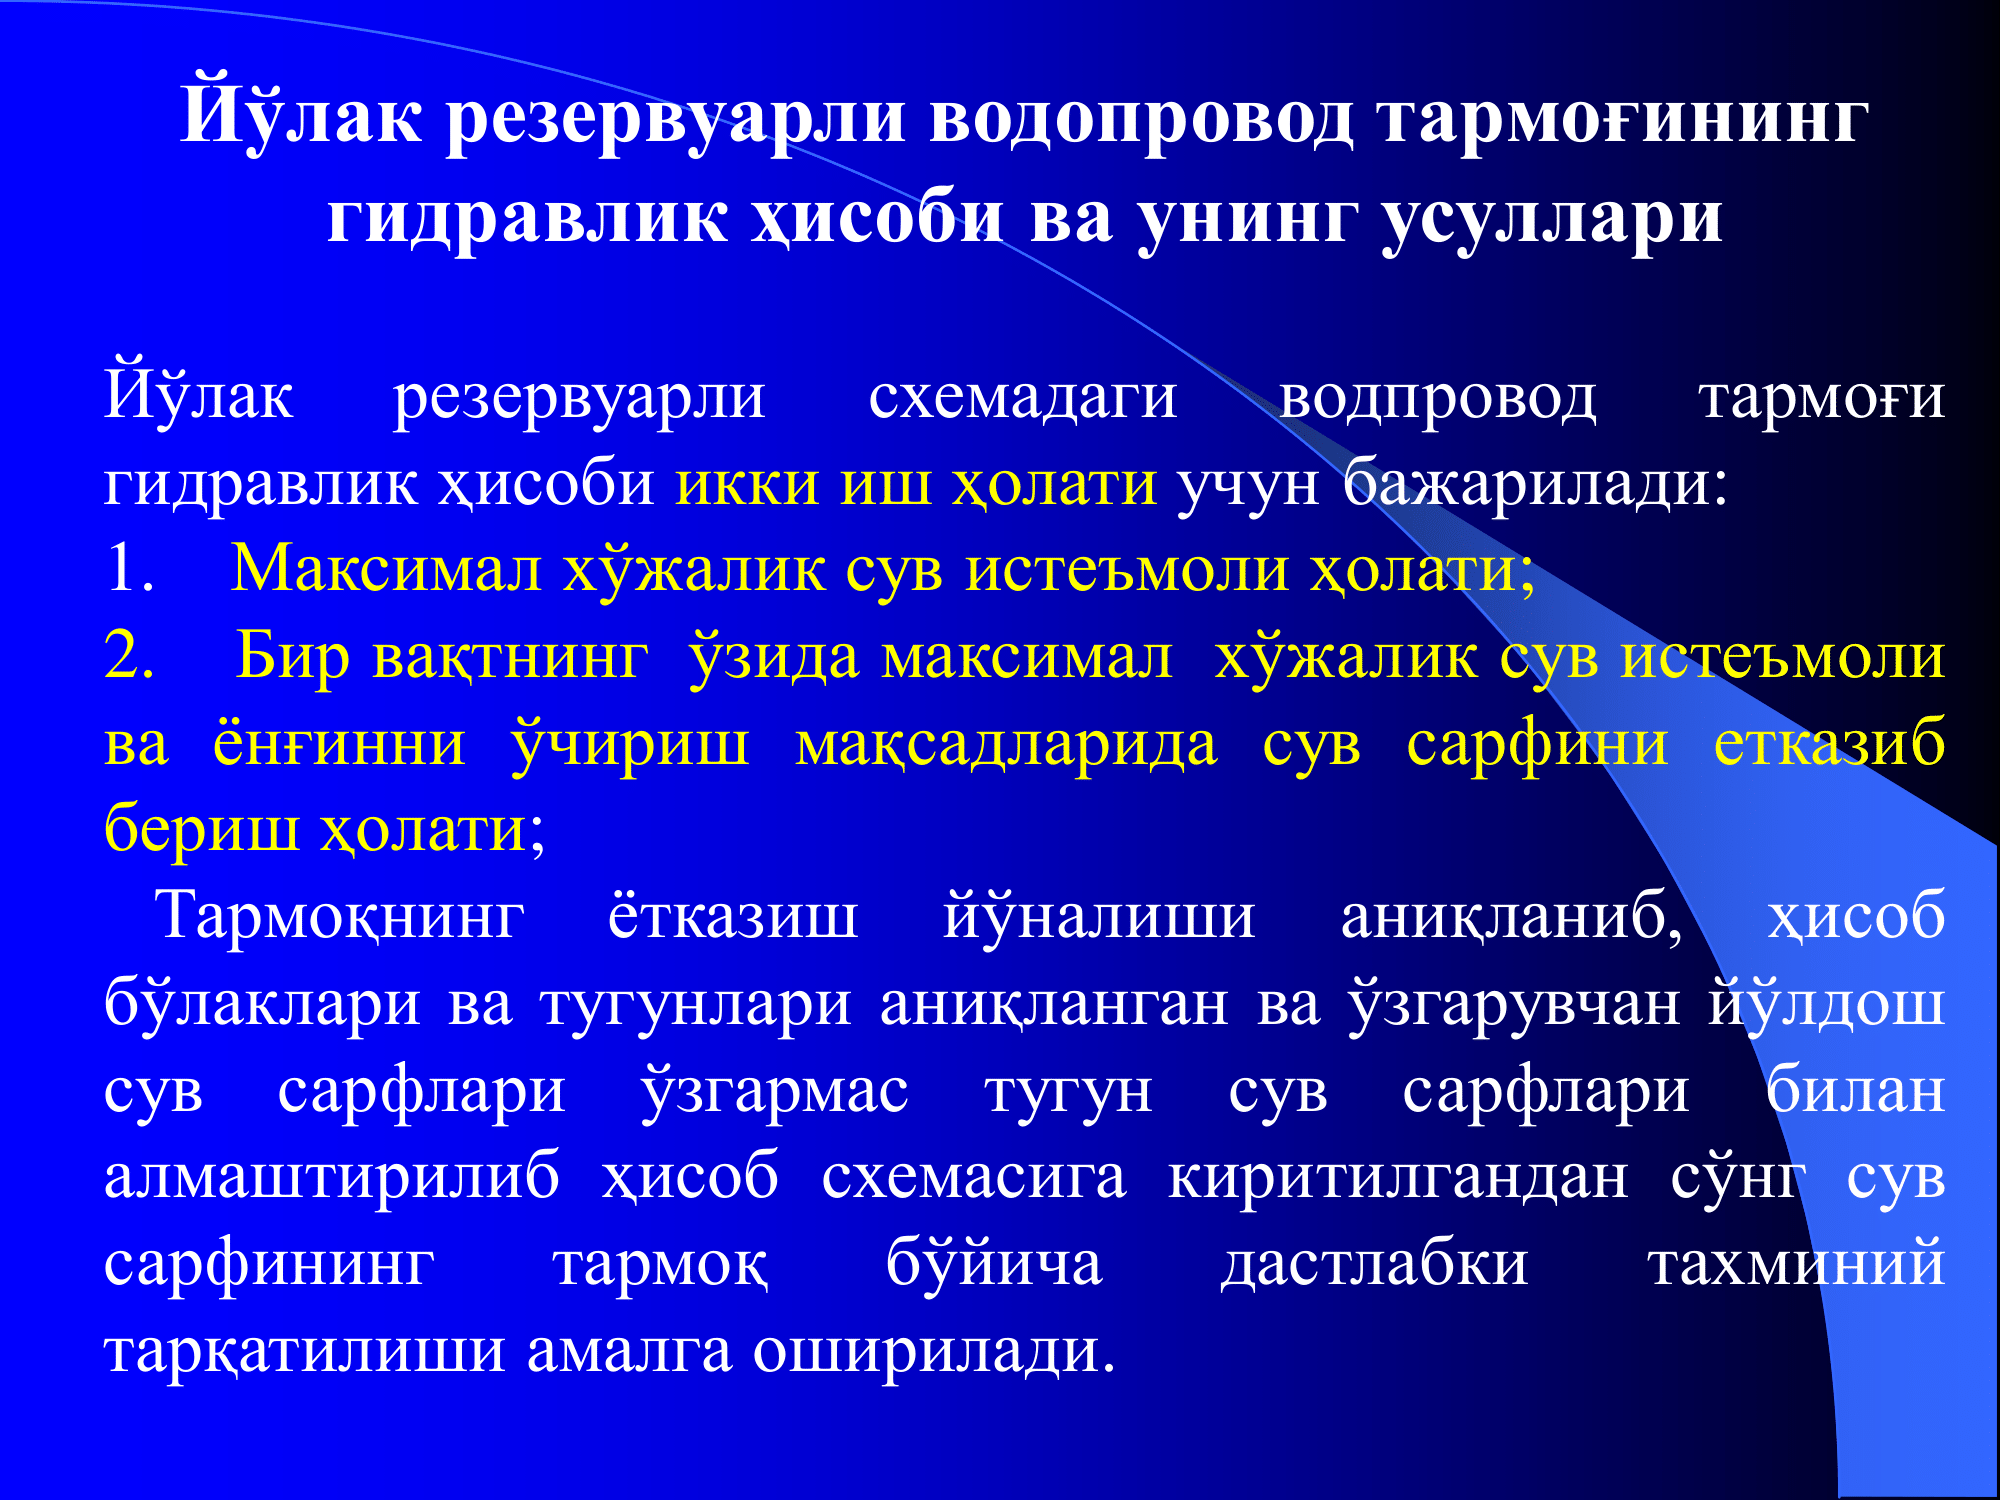 Йўлак резервуарли водопровод тармоғининг
гидравлик ҳисоби ва унинг усуллари
Йўлак резервуарли схемадаги водпровод тармоғи
гидравлик ҳисоби икки иш ҳолати учун бажарилади:
1. Максимал хўжалик сув истеъмоли ҳолати;
2. Бир вақтнинг ўзида максимал хўжалик сув истеъмоли
ва ёнғинни ўчириш мақсадларида сув сарфини етказиб
бериш ҳолати;
Тармоқнинг ётказиш йўналиши аниқланиб, ҳисоб
бўлаклари ва тугунлари аниқланган ва ўзгарувчан йўлдош
сув сарфлари ўзгармас тугун сув сарфлари билан
алмаштирилиб ҳисоб схемасига киритилгандан сўнг сув
сарфининг тармоқ бўйича дастлабки тахминий
тарқатилиши амалга оширилади.